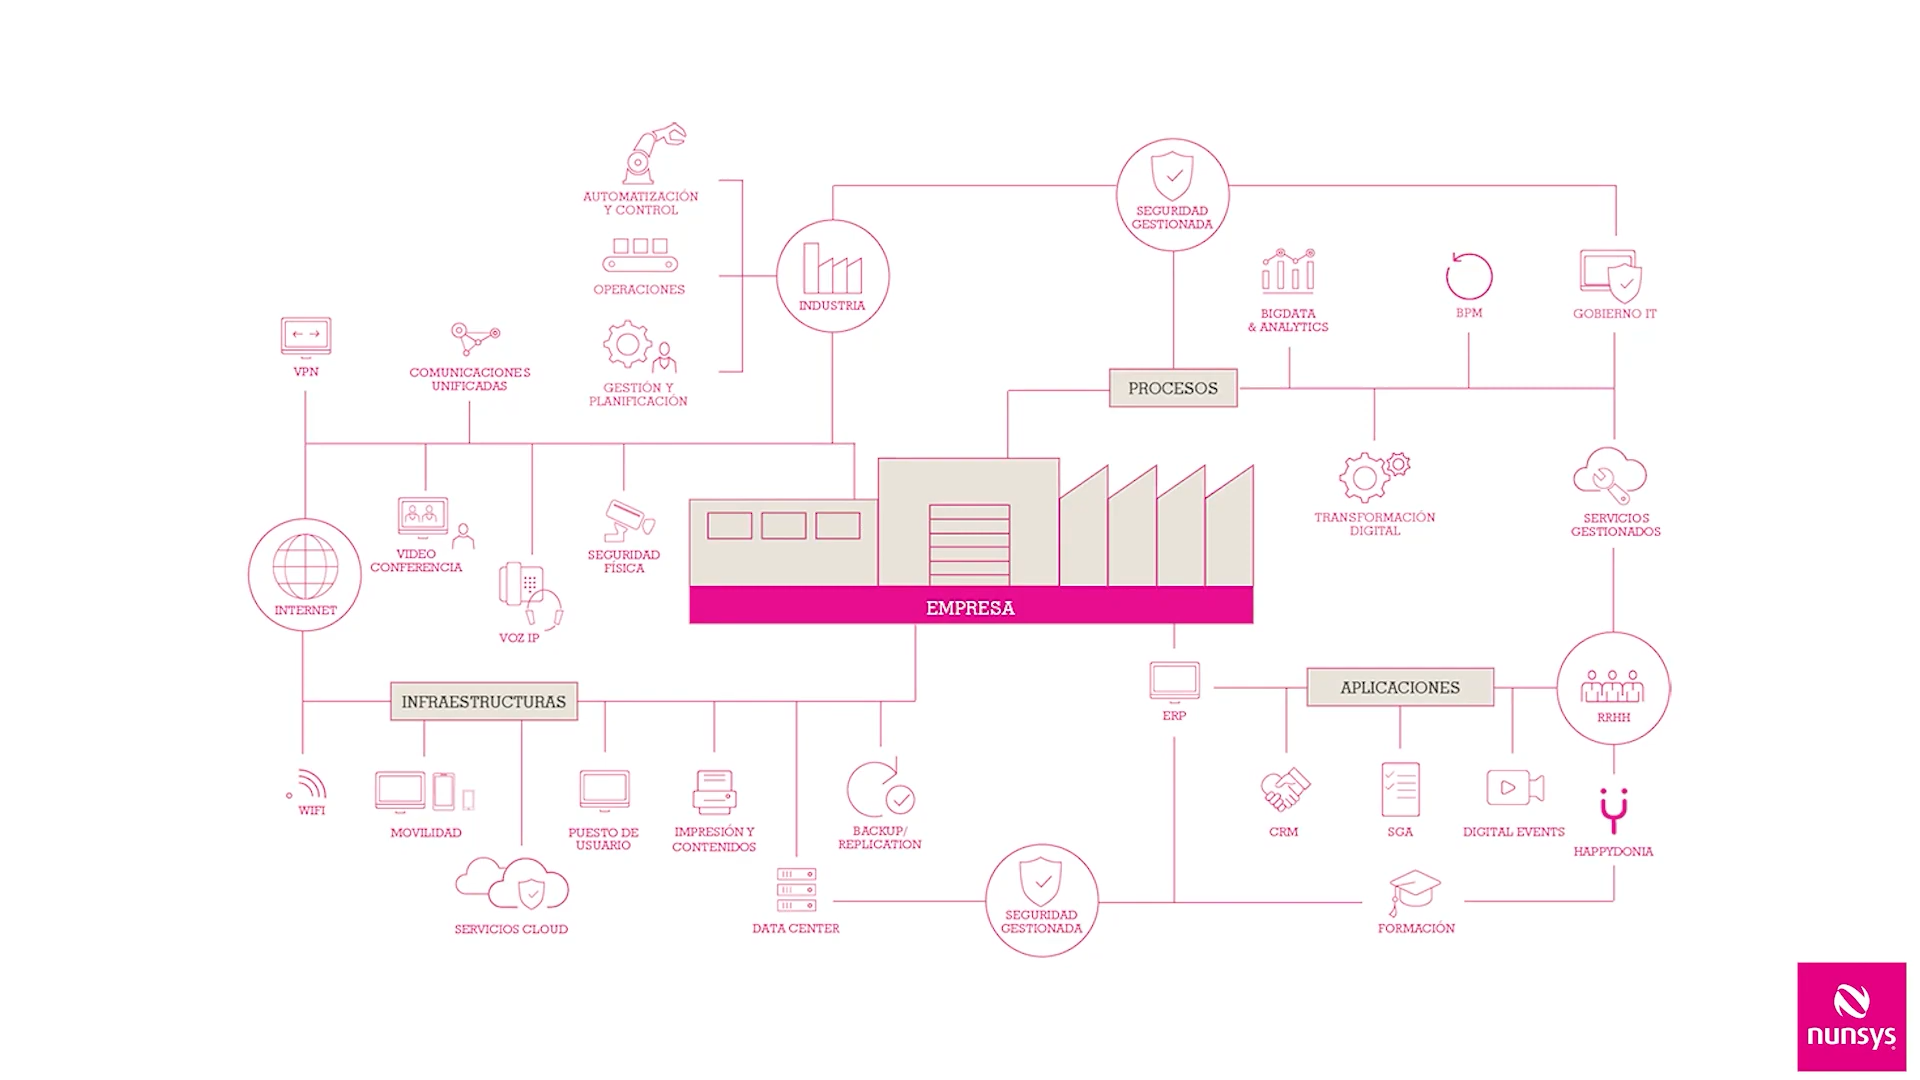 AUTOMATIZACIÓN
Y CONTROL
OPERACIONES
GESTIÓN Y
PLANIFICACIÓN
INDUSTRIA
SEGURIDAD
GESTIONADA
BIGDATA
& ANALYTICS
BPM
GOBIERNO IT
VPN
COMUNICACIONES
UNIFICADAS
PROCESOS
VIDEO
CONFERENCIA
VOZ IP
SEGURIDAD
FÍSICA
TRANSFORMACIÓN
DIGITAL
SERVICIOS
GESTIONADOS
INTERNET
EMPRESA
INFRAESTRUCTURAS
ERP
APLICACIONES
RRHH
WIFI
MOVILIDAD
PUESTO DE
USUARIO
IMPRESIÓN Y
CONTENIDOS
BACKUP/
REPLICATION
CRM
SGA
DIGITAL EVENTS
HAPPYDONIA
SERVICIOS CLOUD
DATA CENTER
SEGURIDAD
GESTIONADA
FORMACIÓN
nunsys